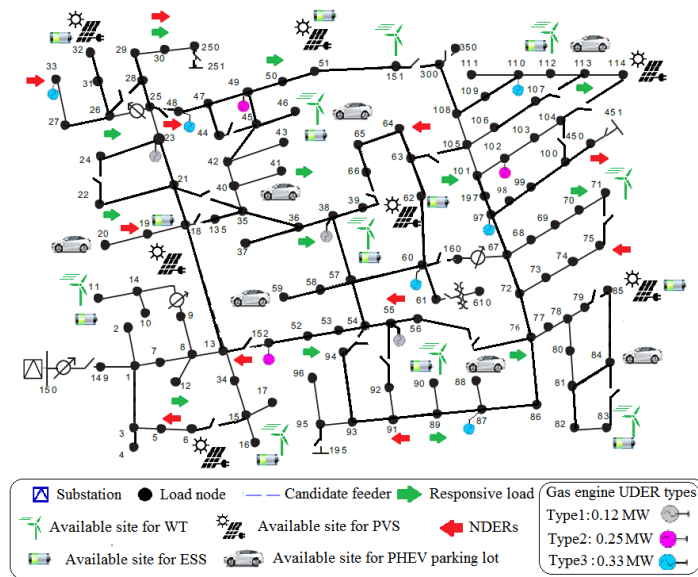 33 32 29 30 250
251
51 350
31 28 50 151 300 111 110 112 113 114
25 48 47 49
26 108 109 107
27 44 45 46 106 104 451
23 43 65 64 105 103 450
24 42 63 102 100
21 41 66 101 99
22 40 62 197 98 71
19 18 35 36 38 39 97 70
20 135 37 69
68
60 160 67 75
59 58 57 74
11 14 61 610 73
72 85
10 9 53 54 55 56 79
2 13 152 52 77 78
8 76
94 80 84
149 1 7 34 96 92 90 88
150 12 17 81
15 86
3 5 6 95 93 91 89 87 82 83
4 16 195
Substation Load node Candidate feeder Responsive load
Available site for WT Available site for PVS NDERs
Available site for ESS Available site for PHEV parking lot
Gas engine UDER types
Type1: 0.12 MW
Type2: 0.25 MW
Type3: 0.33 MW